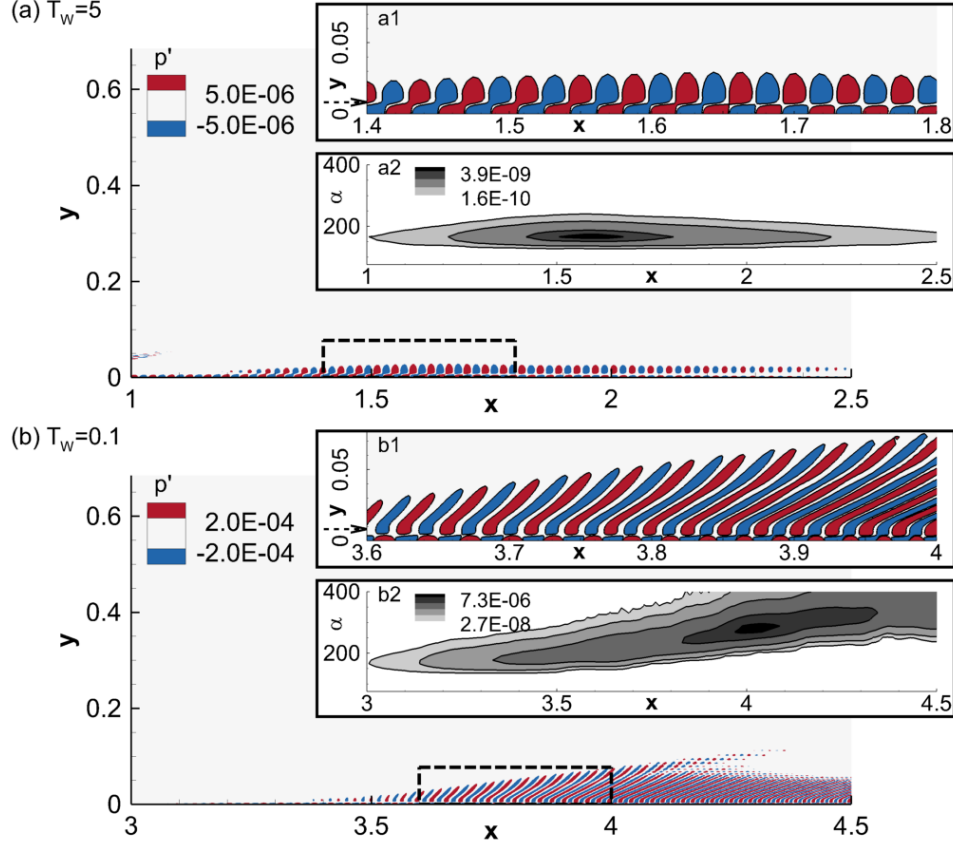 (a) T_w=5
p'
5.0E-06
-5.0E-06
y
0.6
0.4
0.2
0
1 1.5 2 2.5
x
a1
y
0.05
0
1.4 1.5 1.6 1.7 1.8
x
a2
α
400
200
3.9E-09
1.6E-10
1 1.5 2 2.5
x
(b) T_w=0.1
p'
2.0E-04
-2.0E-04
y
0.6
0.4
0.2
0
3 3.5 4 4.5
x
b1
y
0.05
0
3.6 3.7 3.8 3.9 4
x
b2
α
400
200
7.3E-06
2.7E-08
3 3.5 4 4.5
x